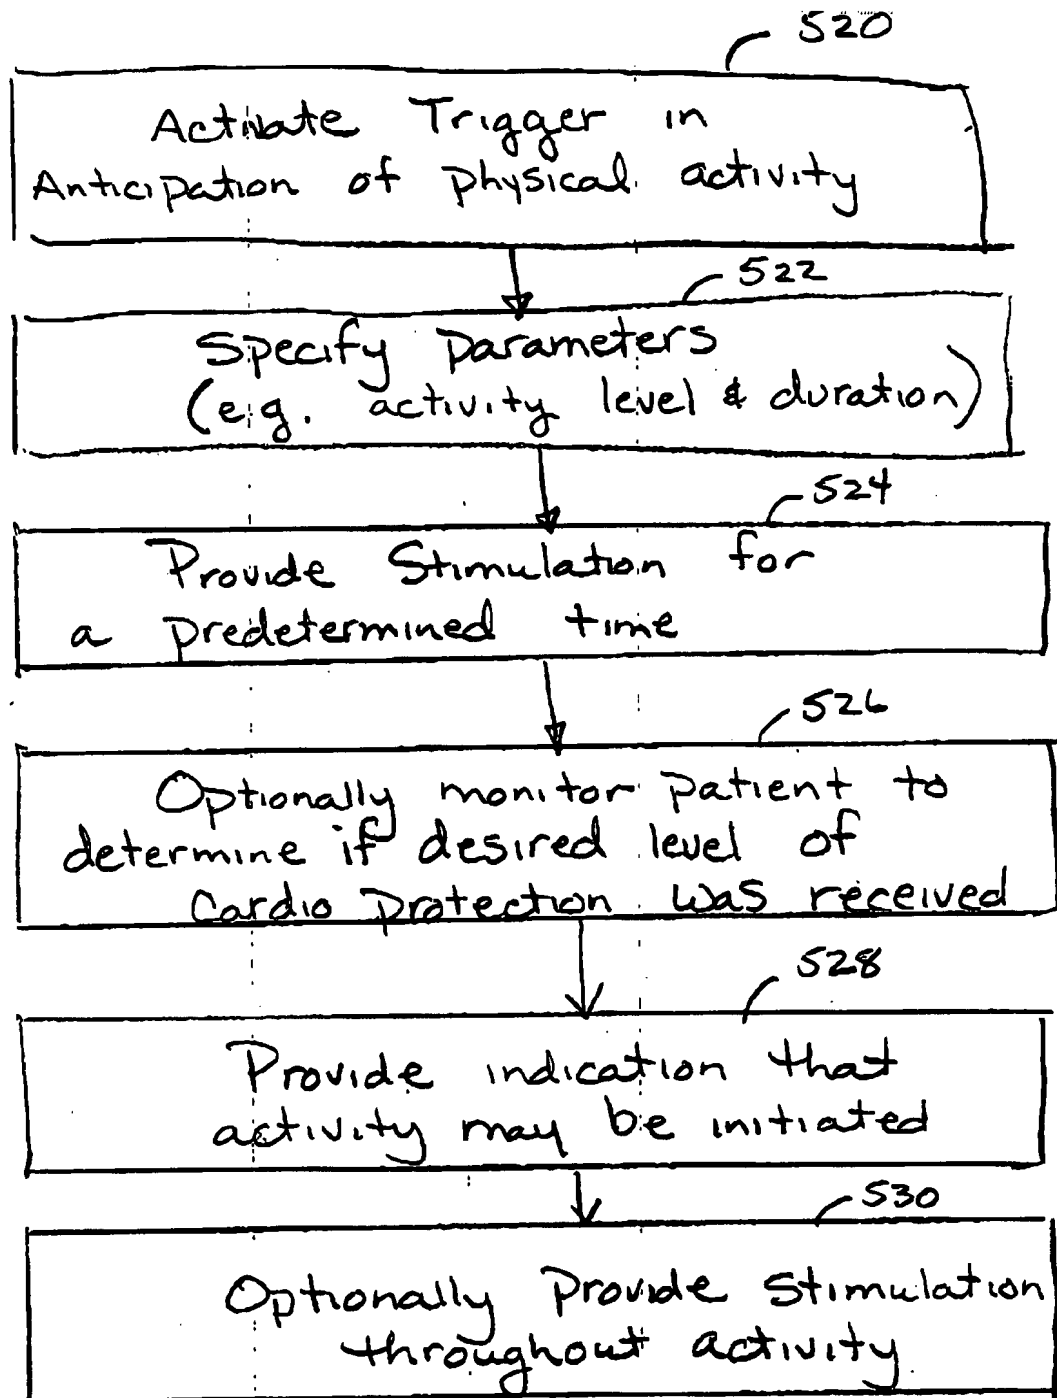 520
Activate Trigger in
Anticipation of physical activity
522
Specify Parameters
(e.g. activity level & duration)
524
Provide Stimulation for
a predetermined time
526
Optionally monitor patient to
determine if desired level of
Cardio Protection was received
528
Provide indication that
activity may be initiated
530
Optionally Provide Stimulation
throughout activity